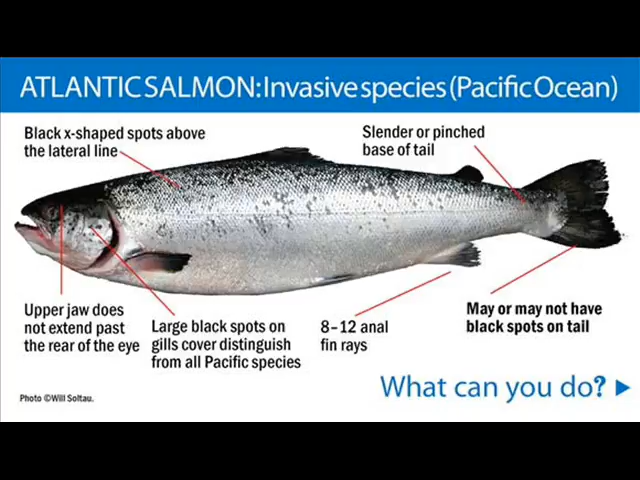 ATLANTIC SALMON: Invasive species (Pacific Ocean)
Black x-shaped spots above
the lateral line
Slender or pinched
base of tail
Upper jaw does
not extend past
the rear of the eye
Large black spots on
gills cover distinguish
from all Pacific species
8–12 anal
fin rays
May or may not have
black spots on tail
What can you do?
Photo ©Will Soltau.